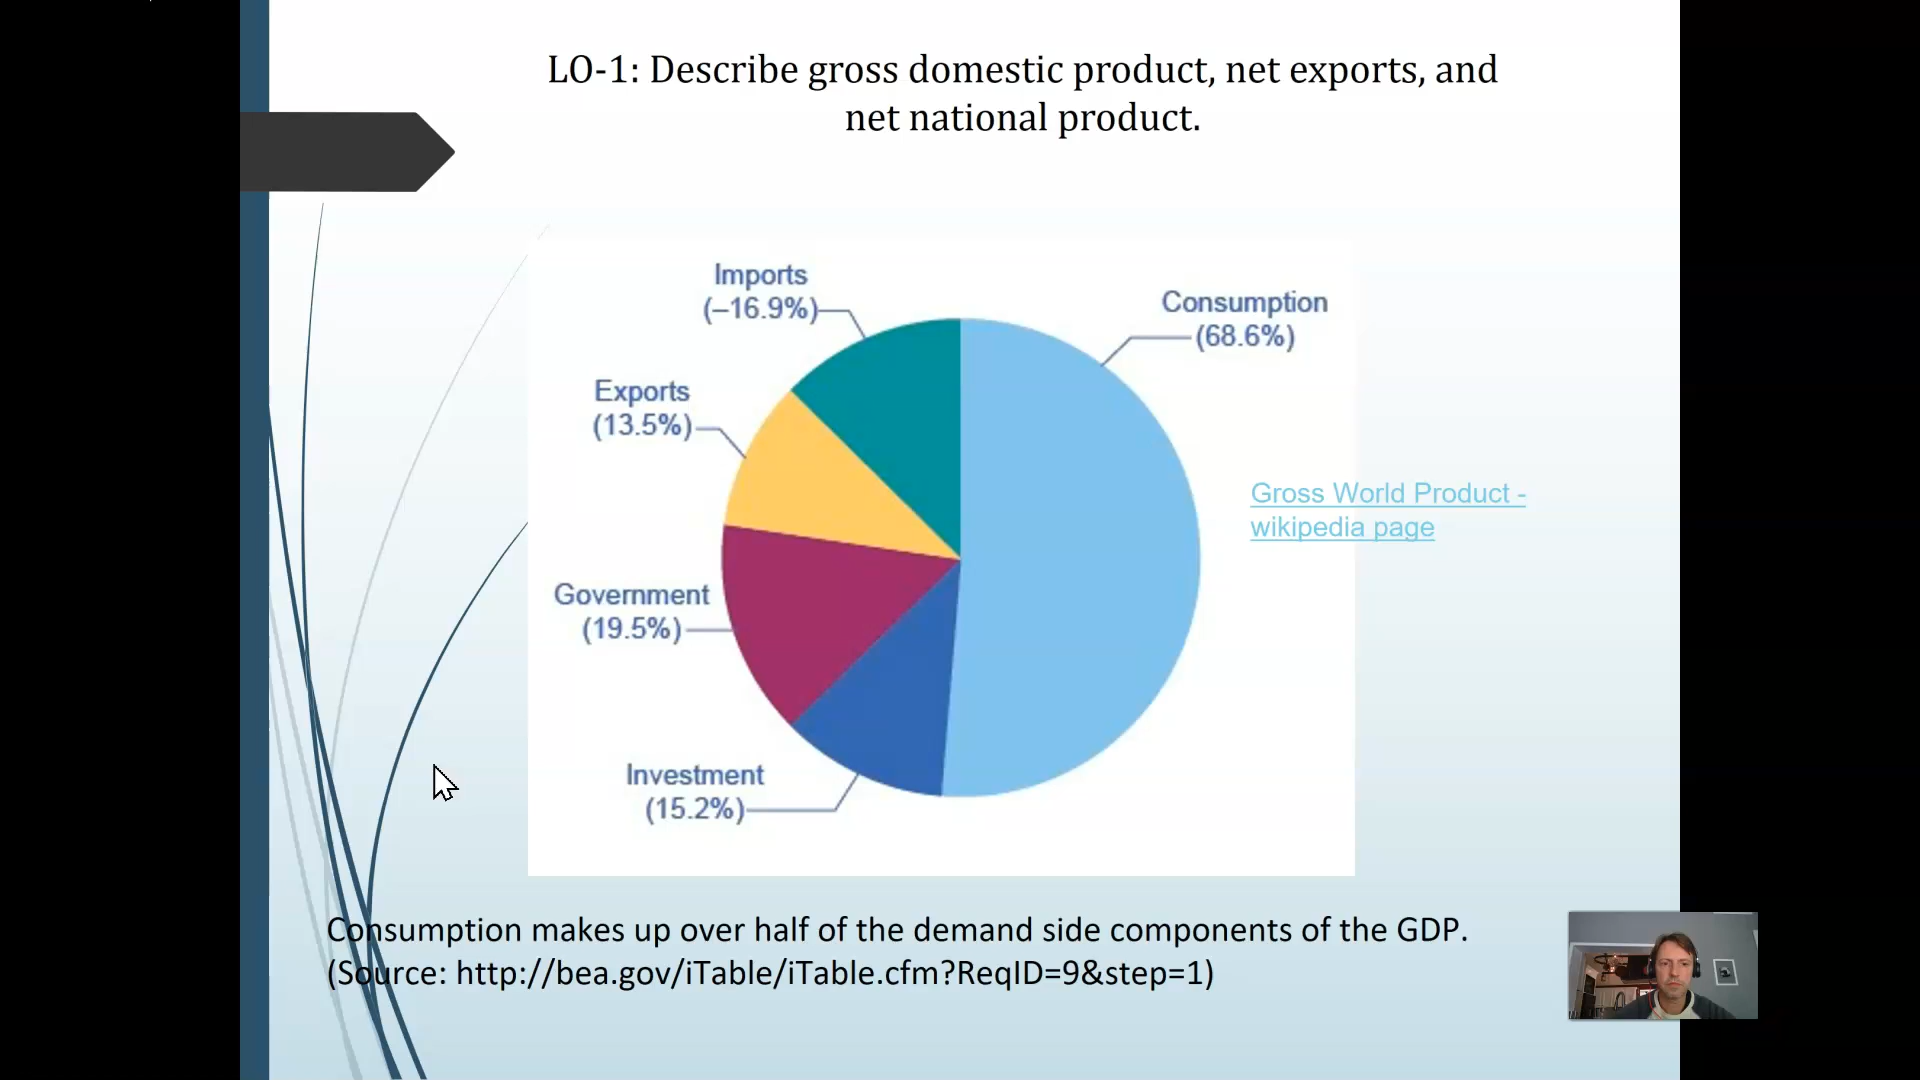 LO-1: Describe gross domestic product, net exports, and
net national product.
Imports
(–16.9%)
Consumption
(68.6%)
Exports
(13.5%)
Gross World Product -
wikipedia page
Government
(19.5%)
Investment
(15.2%)
Consumption makes up over half of the demand side components of the GDP.
(Source: http://bea.gov/iTable/iTable.cfm?ReqID=9&step=1)